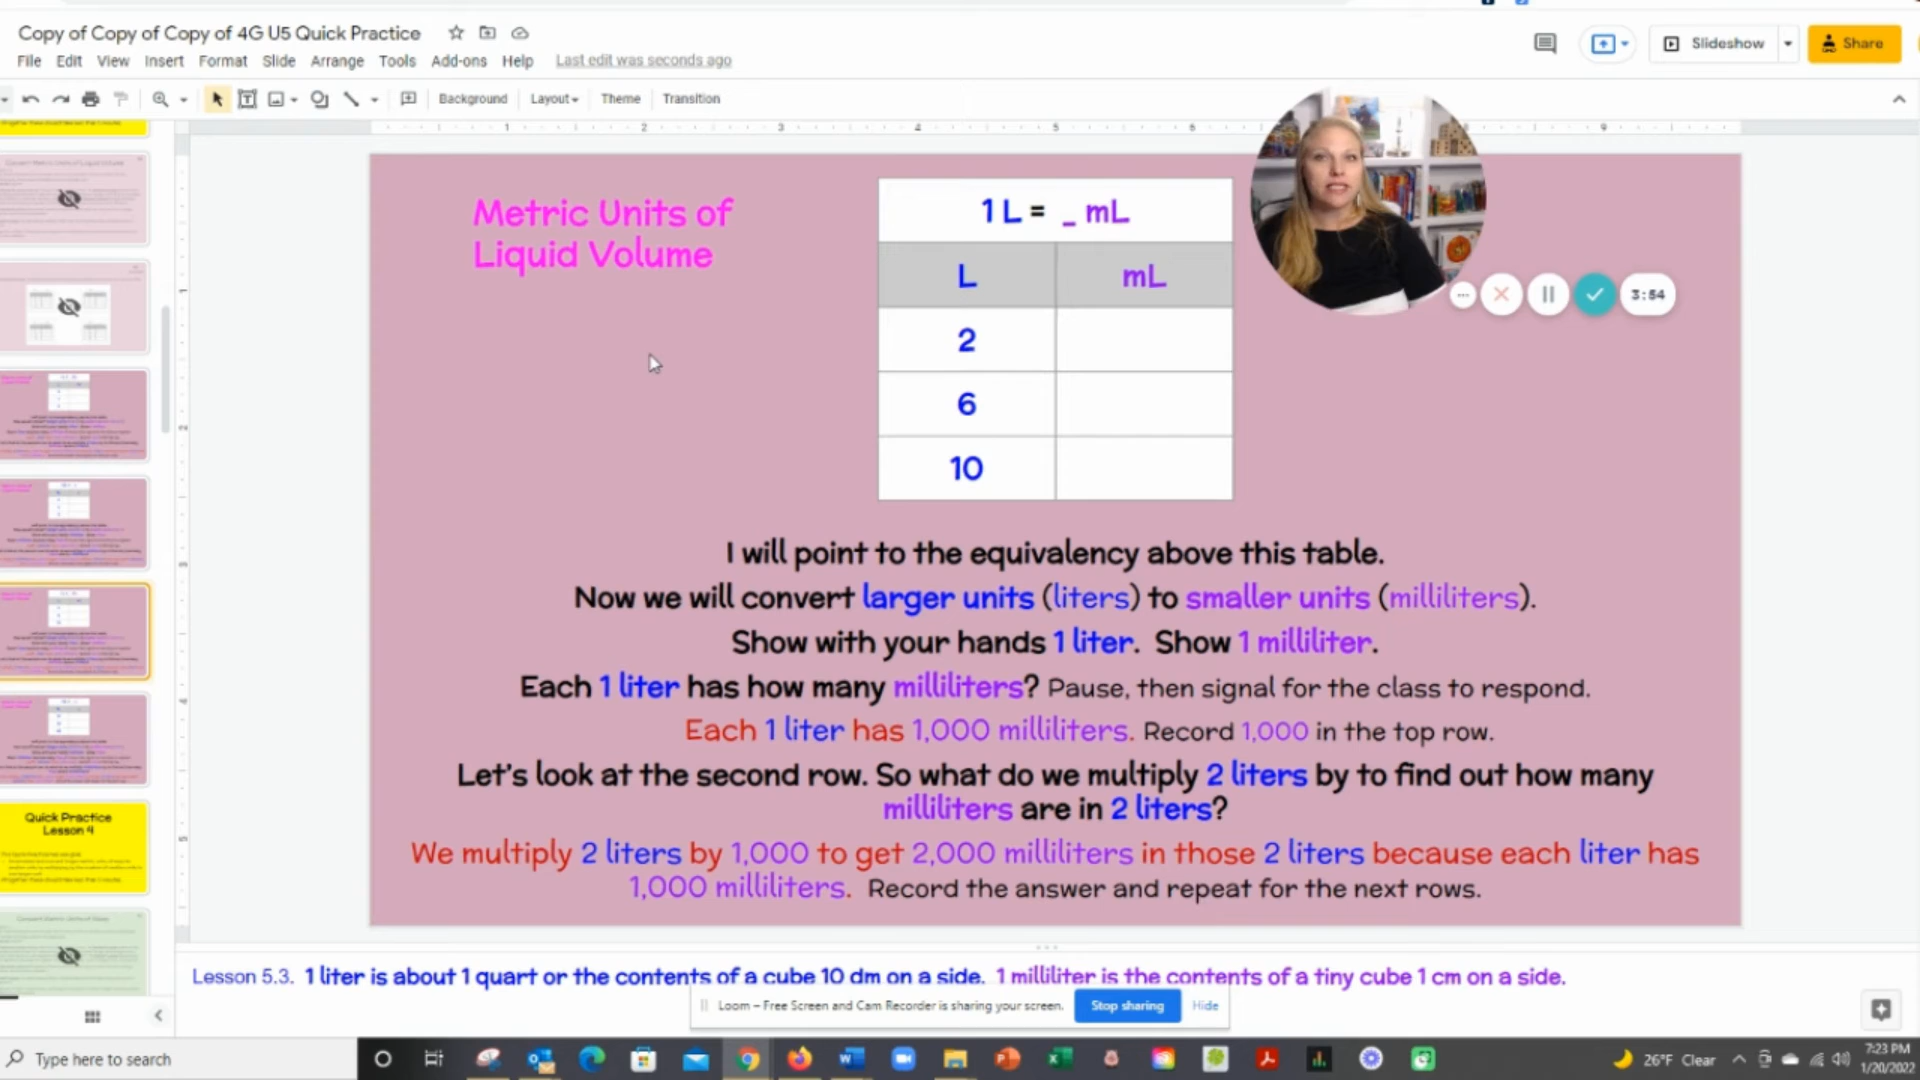 Copy of Copy of Copy of 4G U5 Quick Practice
Share
Slideshow
File Edit View Insert Format Slide Arrange Tools Add-ons Help Last edit was seconds ago
Background Layout Theme Transition
1 2 3 4 5 6 9
Metric Units of
Liquid Volume
1 L = _ mL
L mL
2
6
10
3:54
I will point to the equivalency above this table.
Now we will convert larger units (liters) to smaller units (milliliters).
Show with your hands 1 liter. Show 1 milliliter.
Each 1 liter has how many milliliters? Pause, then signal for the class to respond.
Each 1 liter has 1,000 milliliters. Record 1,000 in the top row.
Let's look at the second row. So what do we multiply 2 liters by to find out how many
milliliters are in 2 liters?
We multiply 2 liters by 1,000 to get 2,000 milliliters in those 2 liters because each liter has
1,000 milliliters. Record the answer and repeat for the next rows.
Quick Practice
Lesson 4
Lesson 5.3. 1 liter is about 1 quart or the contents of a cube 10 dm on a side. 1 milliliter is the contents of a tiny cube 1 cm on a side.
Loom – Free Screen and Cam Recorder is sharing your screen. Stop sharing Hide
Type here to search
26°F Clear
7:23 PM
1/20/2022